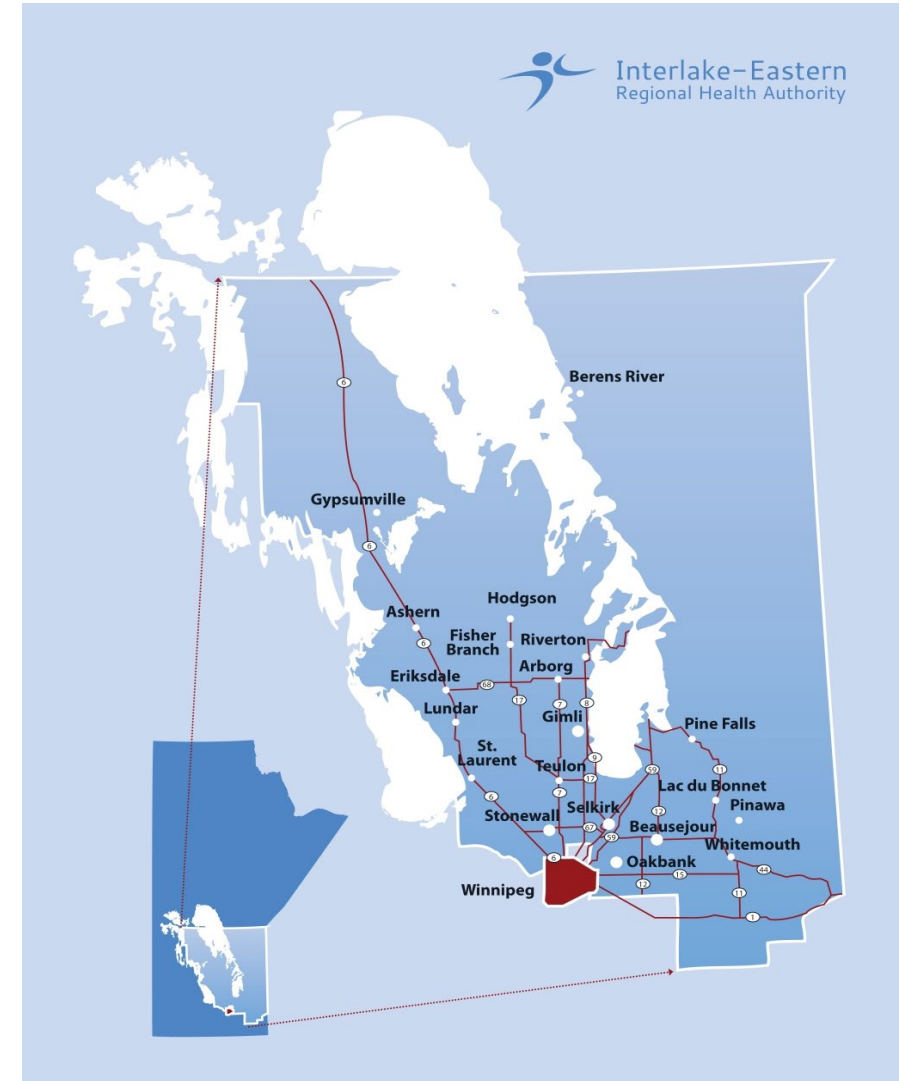 Interlake-Eastern
Regional Health Authority
6
Berens River
Gypsumville
6
Hodgson
Ashern
6
Fisher
Branch
Riverton
Arborg
Eriksdale
68
17
7
8
Lundar
Gimli
Pine Falls
St.
Laurent
9
Teulon
17
59
11
6
7
Lac du Bonnet
12
Pinawa
Stonewall
Selkirk
67
59
Beausejour
6
Whitemouth
Oakbank
44
15
Winnipeg
12
11
1